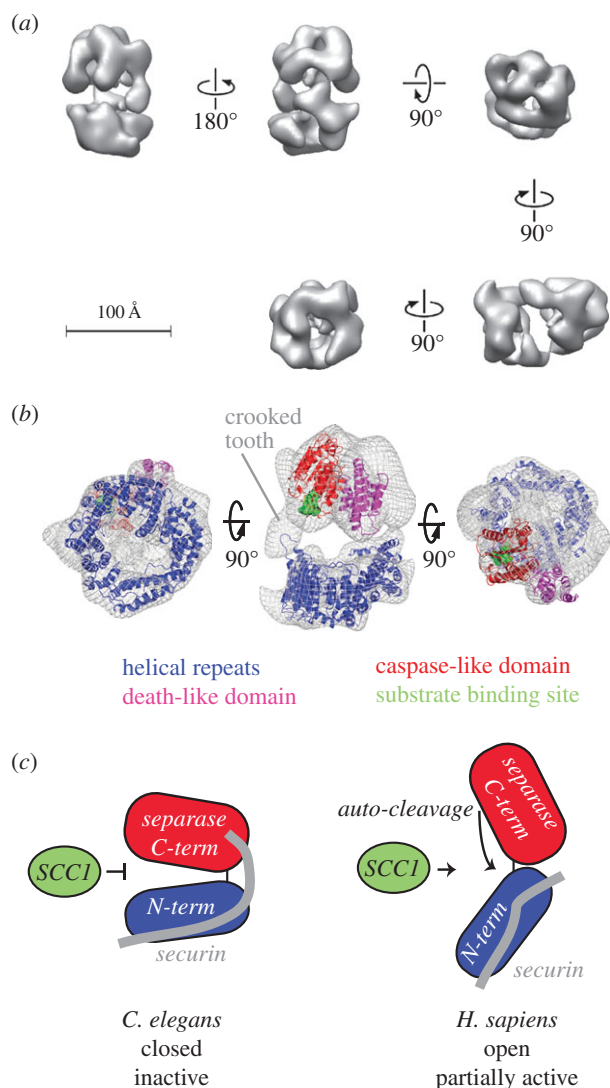 (a)
180°
90°
90°
100 Å
90°
(b)
crooked
tooth
90°
90°
helical repeats
caspase-like domain
death-like domain
substrate binding site
(c)
separase
C-term
SCC1
N-term
securin
C. elegans
closed
inactive
separase
C-term
auto-cleavage
SCC1
N-term
securin
H. sapiens
open
partially active